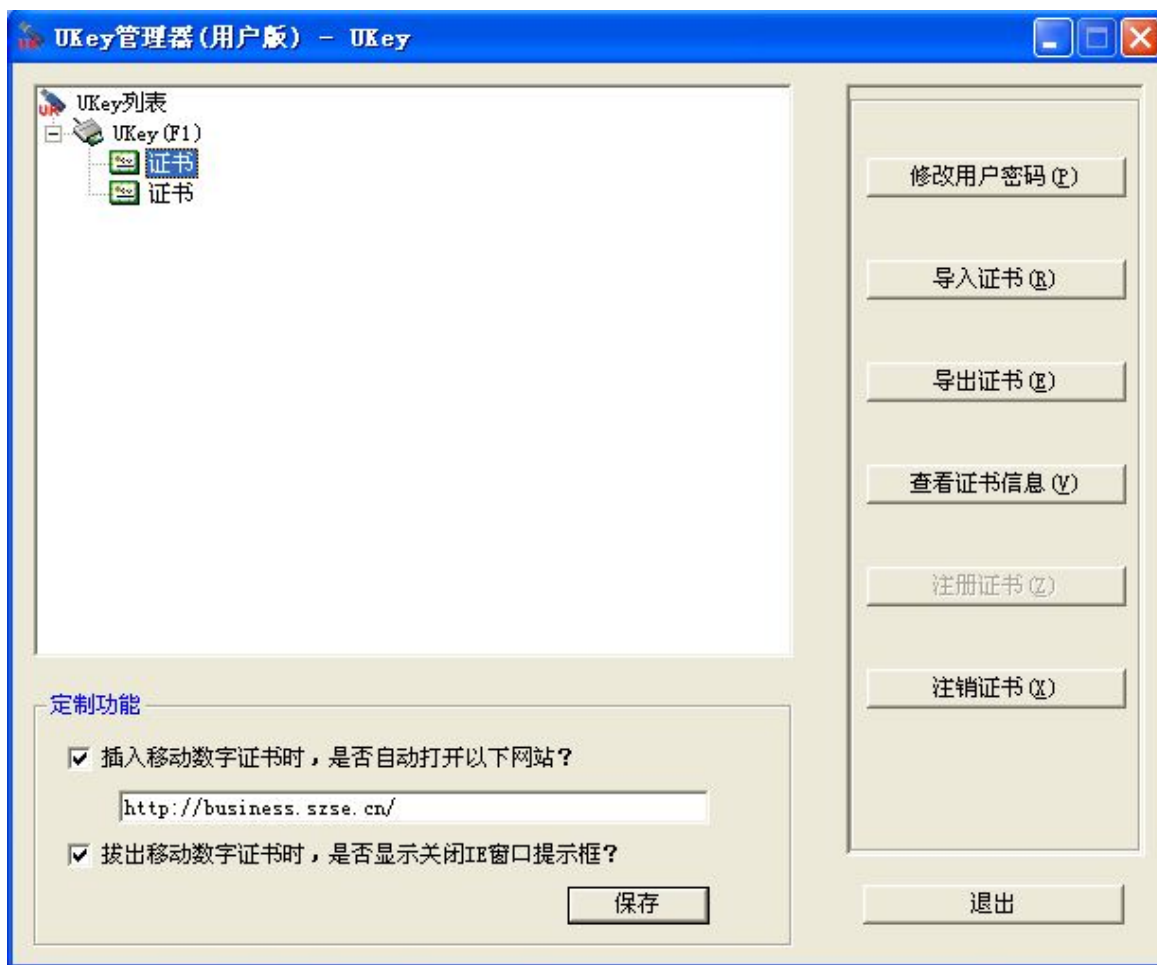 UKey管理器(用户版) - UKey
UKey列表
UKey(F1)
证书
证书
修改用户密码(P)
导入证书(R)
导出证书(E)
查看证书信息(V)
注册证书(Z)
注销证书(X)
定制功能
插入移动数字证书时，是否自动打开以下网站？
http://business.szse.cn/
拔出移动数字证书时，是否显示关闭IE窗口提示框？
保存
退出